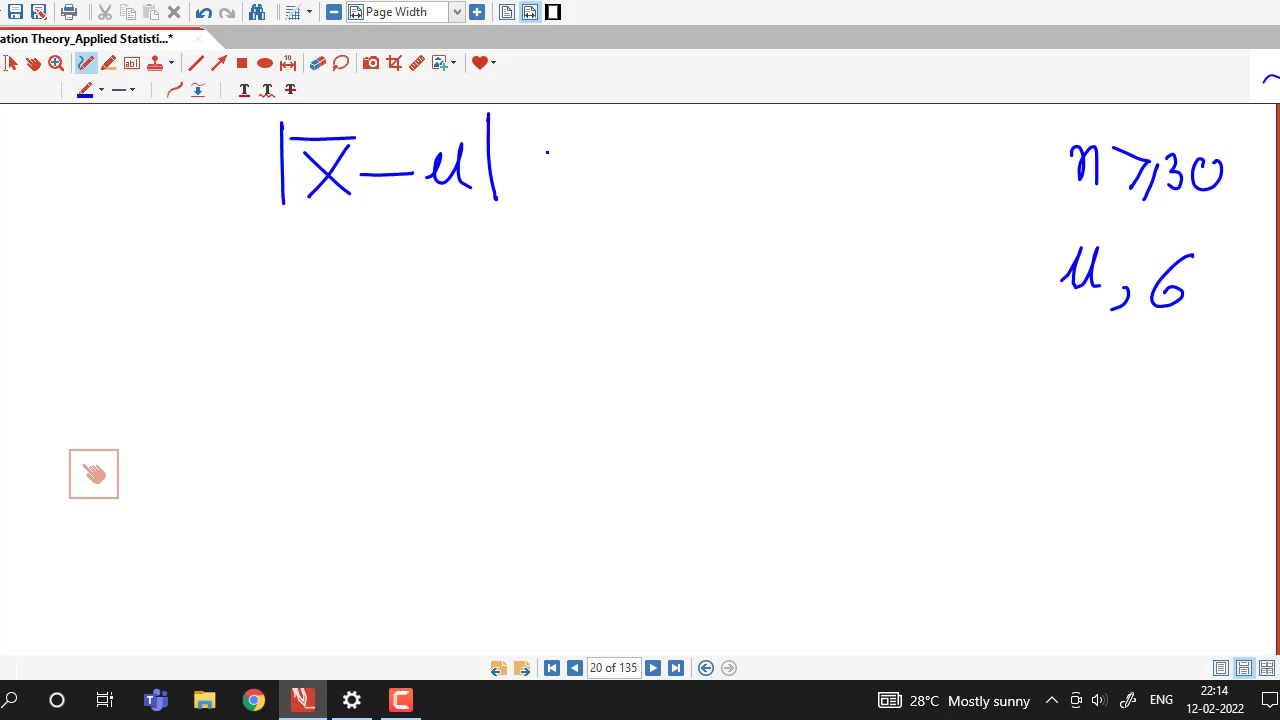 Page Width
ation Theory_Applied Statisti...*
|X̄ − μ|
n ≥ 30
μ, σ
20 of 135
28°C Mostly sunny
ENG
22:14
12-02-2022